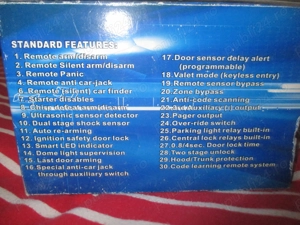 STANDARD FEATURES:
1. Remote arm/disarm
2. Remote Silent arm/disarm
3. Remote Panic
4. Remote anti-car-jack
6. Remote (silent) car finder
Starter disables
9. Ultrasonic sensor detector
10. Dual stage shock sensor
11. Auto re-arming
12. Ignition safety door lock
13. Smart LED indicator
14. Dome light supervision
15. Last door arming
16. Special anti-car jack
through auxiliary switch
17. Door sensor delay alert
(programmable)
18. Valet mode (keyless entry)
19. Remote sensor bypass
20. Zone bypass
21. Anti-code scanning
output
23. Pager output
24. Over-ride switch
25. Parking light relay built-in
26. Central lock relays built-in
27. 0.8/4sec. Door lock time
28. Two stage unlock
29. Hood/Trunk protection
30. Code learning remote system